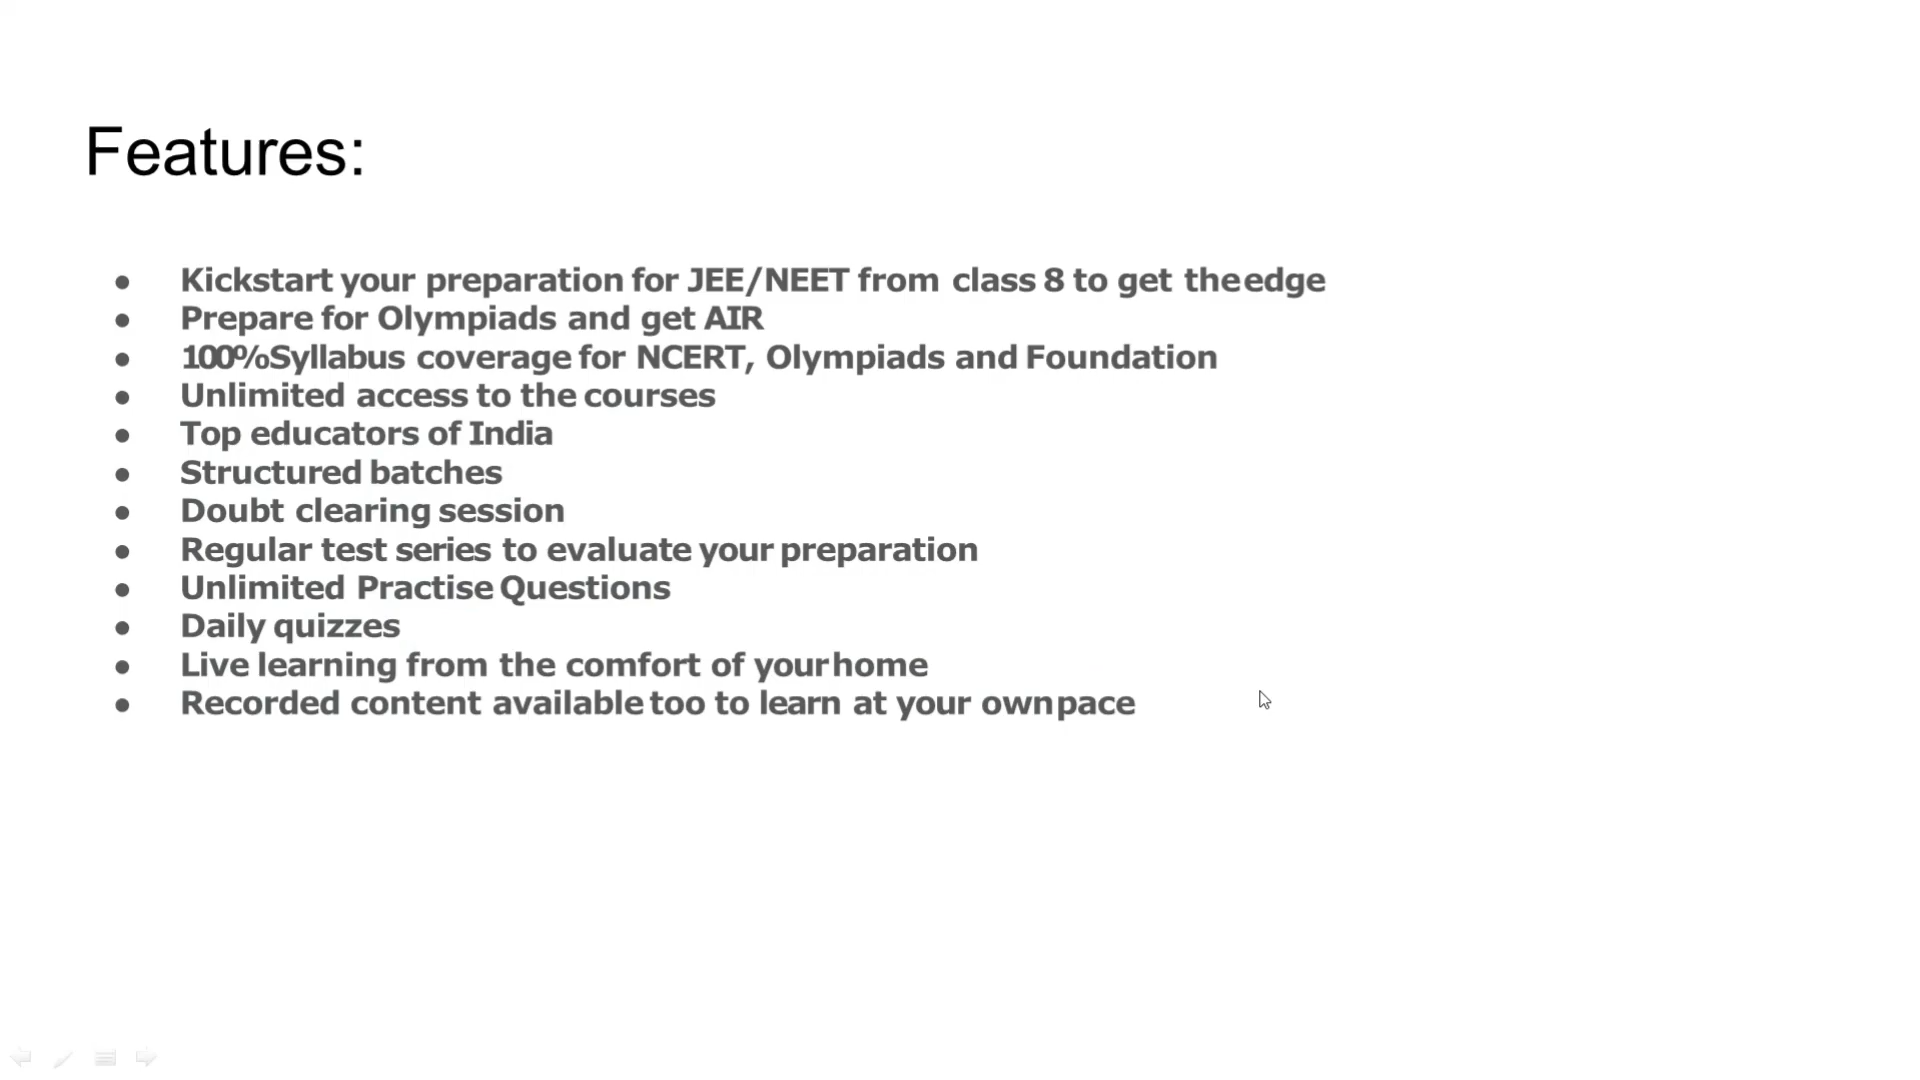 Features:
● Kickstart your preparation for JEE/NEET from class 8 to get the edge
● Prepare for Olympiads and get AIR
● 100%Syllabus coverage for NCERT, Olympiads and Foundation
● Unlimited access to the courses
● Top educators of India
● Structured batches
● Doubt clearing session
● Regular test series to evaluate your preparation
● Unlimited Practise Questions
● Daily quizzes
● Live learning from the comfort of your home
● Recorded content available too to learn at your own pace